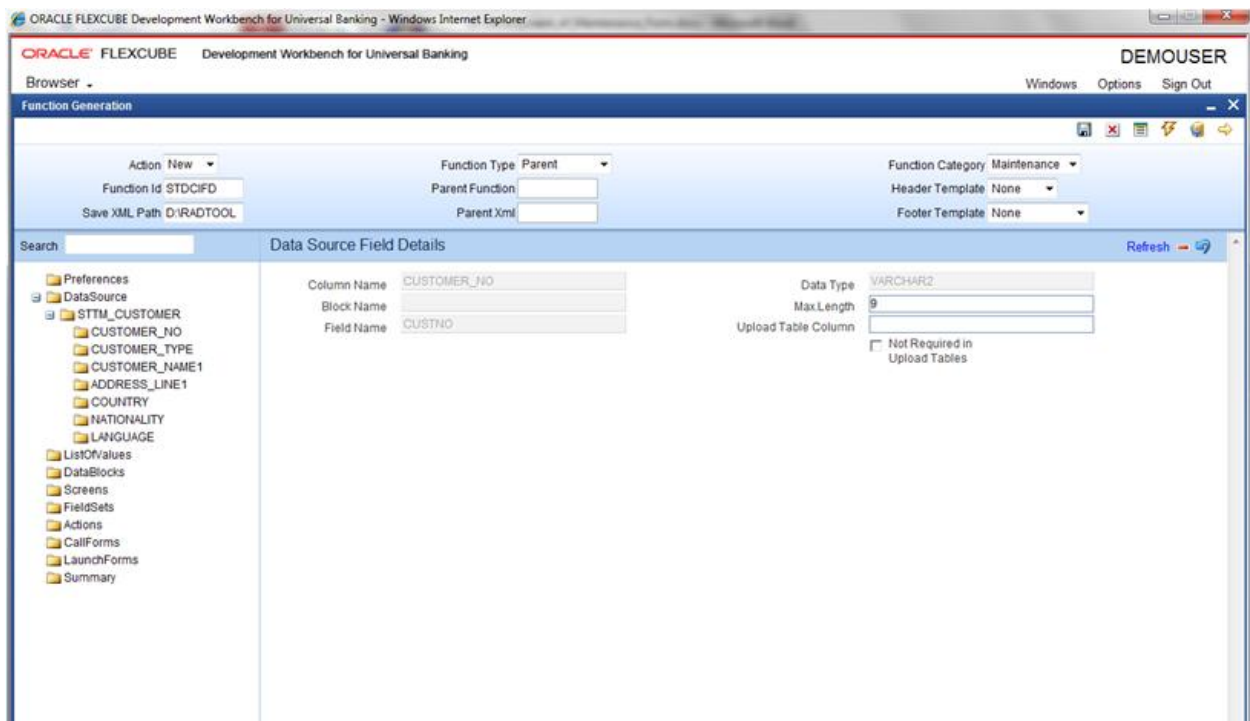 ORACLE FLEXCUBE Development Workbench for Universal Banking - Windows Internet Explorer
ORACLE FLEXCUBE Development Workbench for Universal Banking
DEMOUSER
Browser
Windows Options Sign Out
Function Generation
Action New Function Type Parent Function Category Maintenance
Function Id STDCIFD Parent Function Header Template None
Save XML Path D:\RADTOOL Parent Xml Footer Template None
Search Data Source Field Details Refresh
Preferences
DataSource
STTM_CUSTOMER
CUSTOMER_NO
CUSTOMER_TYPE
CUSTOMER_NAME1
ADDRESS_LINE1
COUNTRY
NATIONALITY
LANGUAGE
ListOfValues
DataBlocks
Screens
FieldSets
Actions
CallForms
LaunchForms
Summary
Column Name CUSTOMER_NO Data Type VARCHAR2
Block Name Max.Length 9
Field Name CUSTNO Upload Table Column
Not Required in
Upload Tables